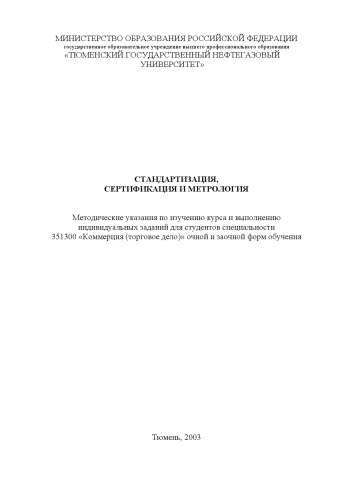 МИНИСТЕРСТВО ОБРАЗОВАНИЯ РОССИЙСКОЙ ФЕДЕРАЦИИ
государственное образовательное учреждение высшего профессионального образования
«ТЮМЕНСКИЙ ГОСУДАРСТВЕННЫЙ НЕФТЕГАЗОВЫЙ
УНИВЕРСИТЕТ»
СТАНДАРТИЗАЦИЯ,
СЕРТИФИКАЦИЯ И МЕТРОЛОГИЯ
Методические указания по изучению курса и выполнению
индивидуальных заданий для студентов специальности
351300 «Коммерция (торговое дело)» очной и заочной форм обучения
Тюмень, 2003